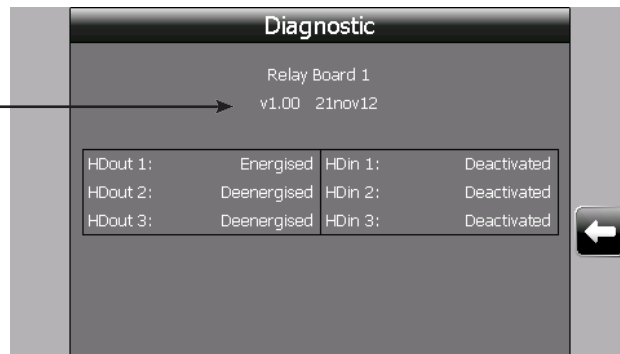 Diagnostic
Relay Board 1
v1.00 21nov12
HDout 1: Energised HDin 1: Deactivated
HDout 2: Deenergised HDin 2: Deactivated
HDout 3: Deenergised HDin 3: Deactivated